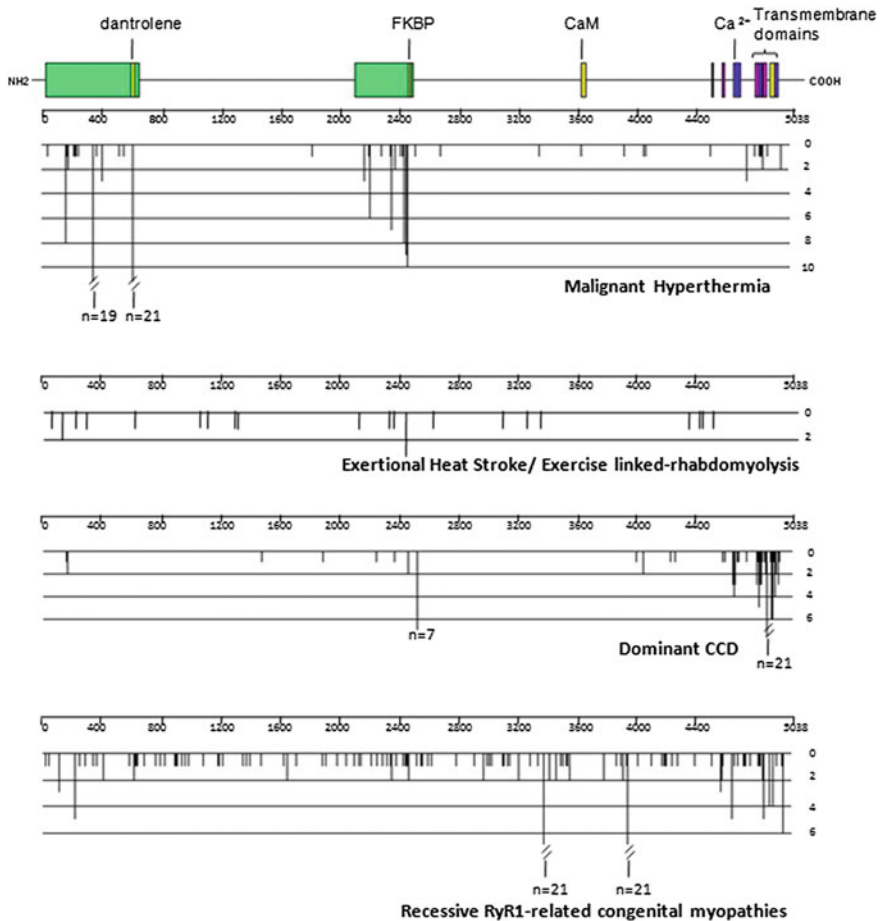 dantrolene FKBP CaM Ca²⁻ Transmembrane
domains
NH2 COOH
0 400 800 1200 1600 2000 2400 2800 3200 3600 4000 4400 5038
0
2
4
6
8
10
Malignant Hyperthermia
n=19 n=21
0 400 800 1200 1600 2000 2400 2800 3200 3600 4000 4400 5038
0
2
Exertional Heat Stroke/ Exercise linked-rhabdomyolysis
0 400 800 1200 1600 2000 2400 2800 3200 3600 4000 4400 5038
0
2
4
6
n=7
Dominant CCD
n=21
0 400 800 1200 1600 2000 2400 2800 3200 3600 4000 4400 5038
0
2
4
6
n=21 n=21
Recessive RyR1-related congenital myopathies